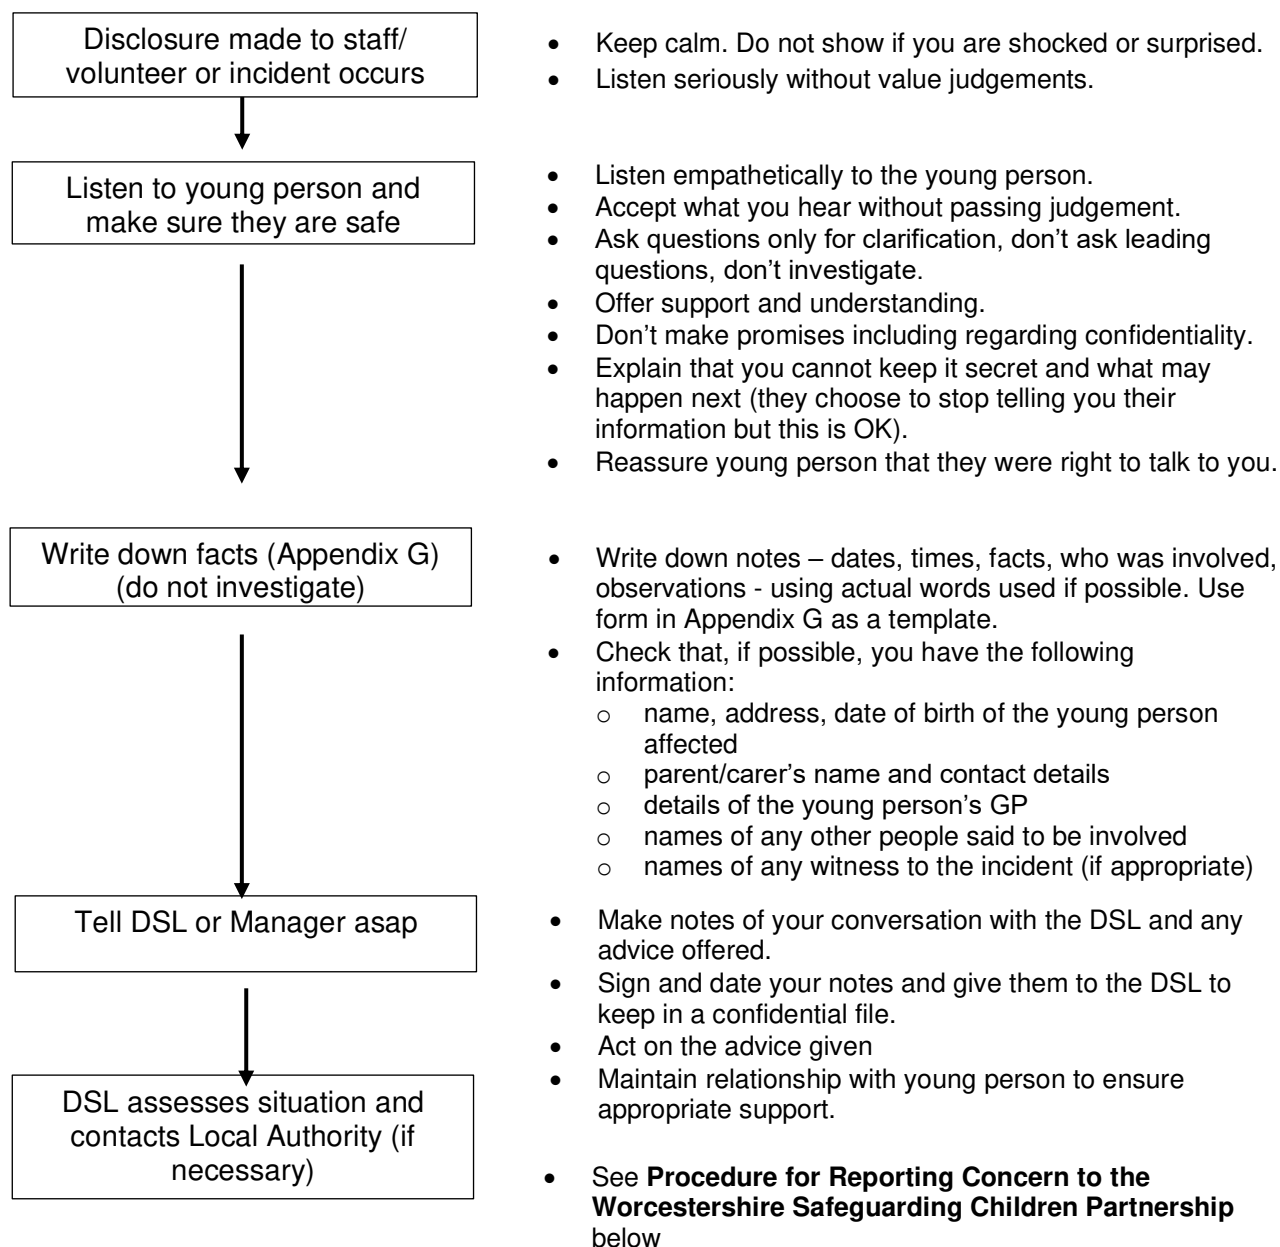 Disclosure made to staff/
volunteer or incident occurs
• Keep calm. Do not show if you are shocked or surprised.
• Listen seriously without value judgements.
Listen to young person and
make sure they are safe
• Listen empathetically to the young person.
• Accept what you hear without passing judgement.
• Ask questions only for clarification, don’t ask leading
questions, don’t investigate.
• Offer support and understanding.
• Don’t make promises including regarding confidentiality.
• Explain that you cannot keep it secret and what may
happen next (they choose to stop telling you their
information but this is OK).
• Reassure young person that they were right to talk to you.
Write down facts (Appendix G)
(do not investigate)
• Write down notes – dates, times, facts, who was involved,
observations - using actual words used if possible. Use
form in Appendix G as a template.
• Check that, if possible, you have the following
information:
o name, address, date of birth of the young person
affected
o parent/carer’s name and contact details
o details of the young person’s GP
o names of any other people said to be involved
o names of any witness to the incident (if appropriate)
Tell DSL or Manager asap
• Make notes of your conversation with the DSL and any
advice offered.
• Sign and date your notes and give them to the DSL to
keep in a confidential file.
• Act on the advice given
• Maintain relationship with young person to ensure
appropriate support.
DSL assesses situation and
contacts Local Authority (if
necessary)
• See Procedure for Reporting Concern to the
Worcestershire Safeguarding Children Partnership
below